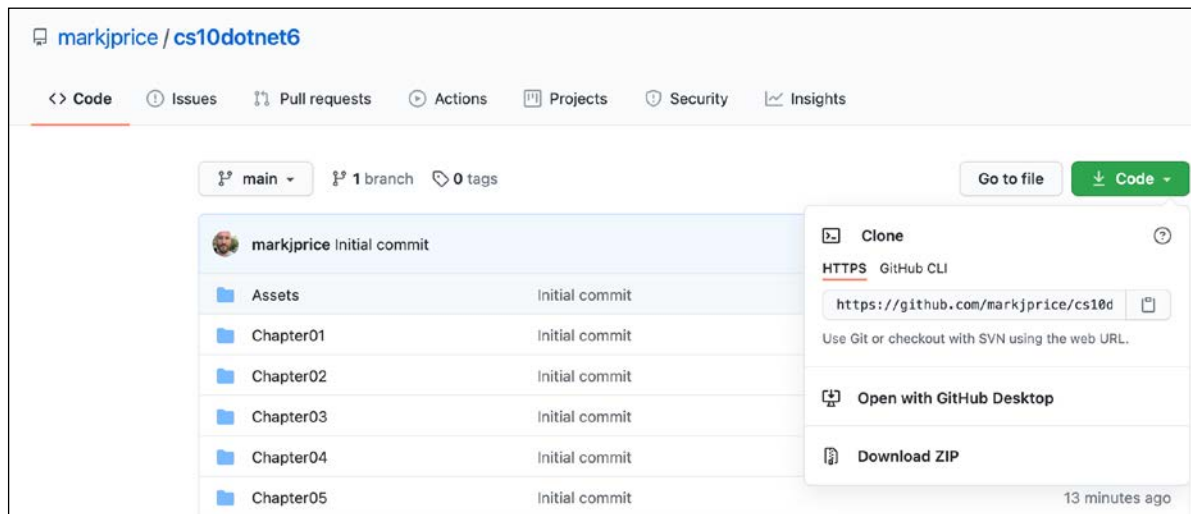 markjprice / cs10dotnet6
<> Code Issues Pull requests Actions Projects Security Insights
main 1 branch 0 tags Go to file Code
markjprice Initial commit
Assets Initial commit
Chapter01 Initial commit
Chapter02 Initial commit
Chapter03 Initial commit
Chapter04 Initial commit
Chapter05 Initial commit
Clone
HTTPS GitHub CLI
https://github.com/markjprice/cs10d
Use Git or checkout with SVN using the web URL.
Open with GitHub Desktop
Download ZIP
13 minutes ago